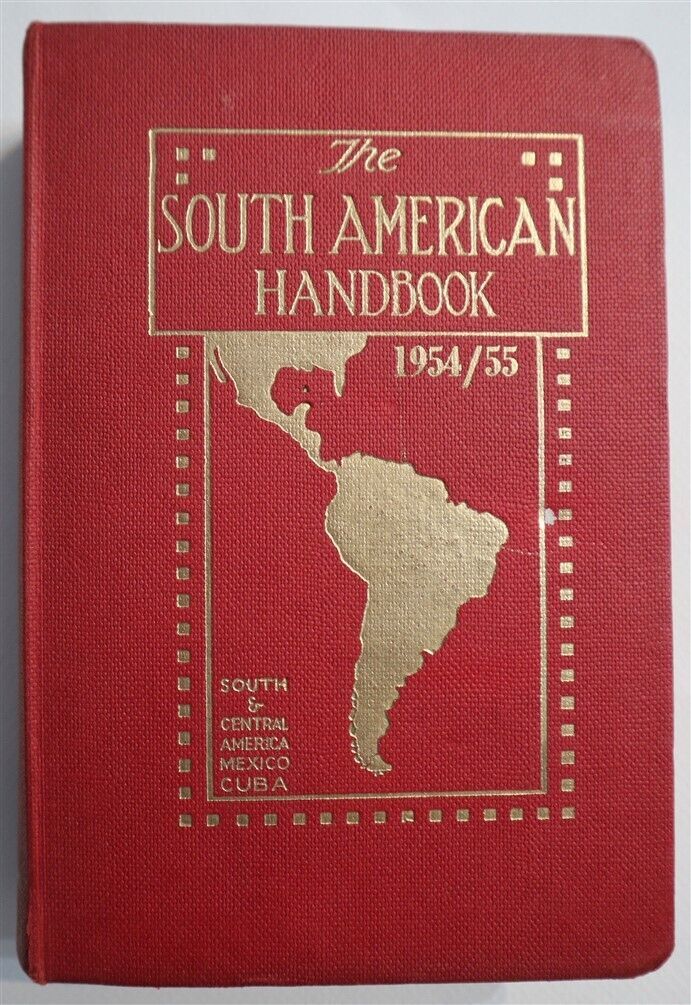 The
SOUTH AMERICAN
HANDBOOK
1954/55
SOUTH
&
CENTRAL
AMERICA
MEXICO
CUBA